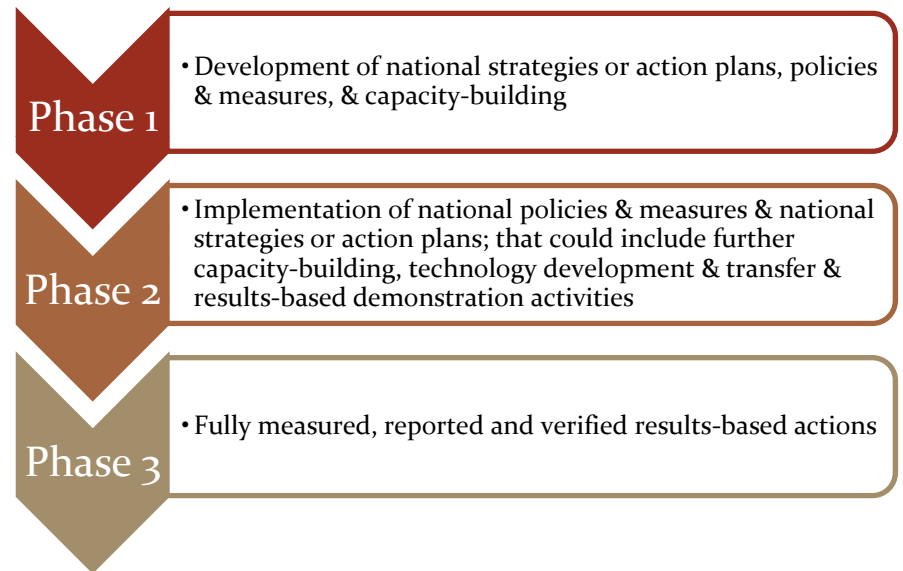 Phase 1
• Development of national strategies or action plans, policies
& measures, & capacity-building
Phase 2
• Implementation of national policies & measures & national
strategies or action plans; that could include further
capacity-building, technology development & transfer &
results-based demonstration activities
Phase 3
• Fully measured, reported and verified results-based actions